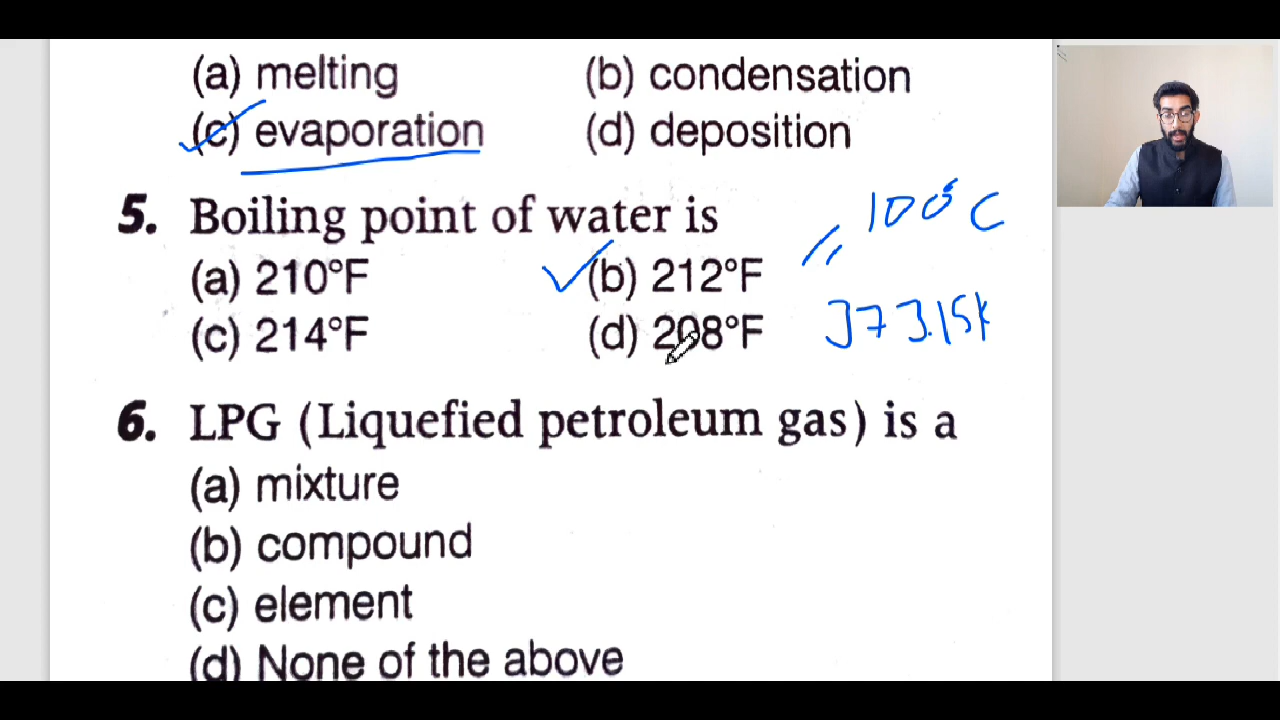 (a) melting (b) condensation
(c) evaporation (d) deposition
5. Boiling point of water is 100°C
(a) 210°F (b) 212°F
(c) 214°F (d) 208°F 373.15k
6. LPG (Liquefied petroleum gas) is a
(a) mixture
(b) compound
(c) element
(d) None of the above